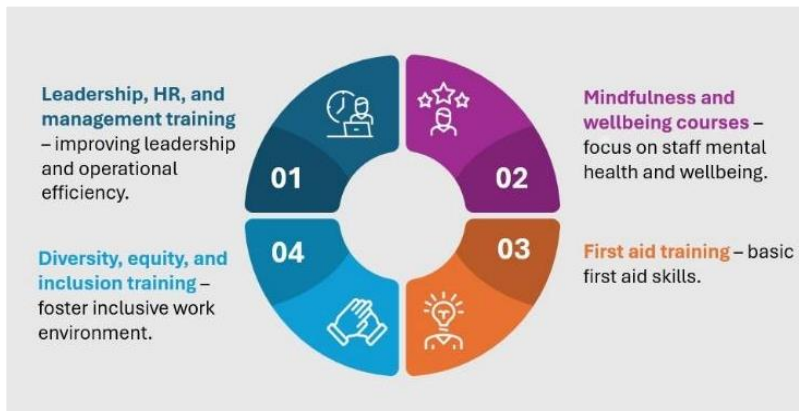 Leadership, HR, and
management training
– improving leadership
and operational
efficiency.
01
02
Mindfulness and
wellbeing courses –
focus on staff mental
health and wellbeing.
03
First aid training – basic
first aid skills.
04
Diversity, equity, and
inclusion training –
foster inclusive work
environment.